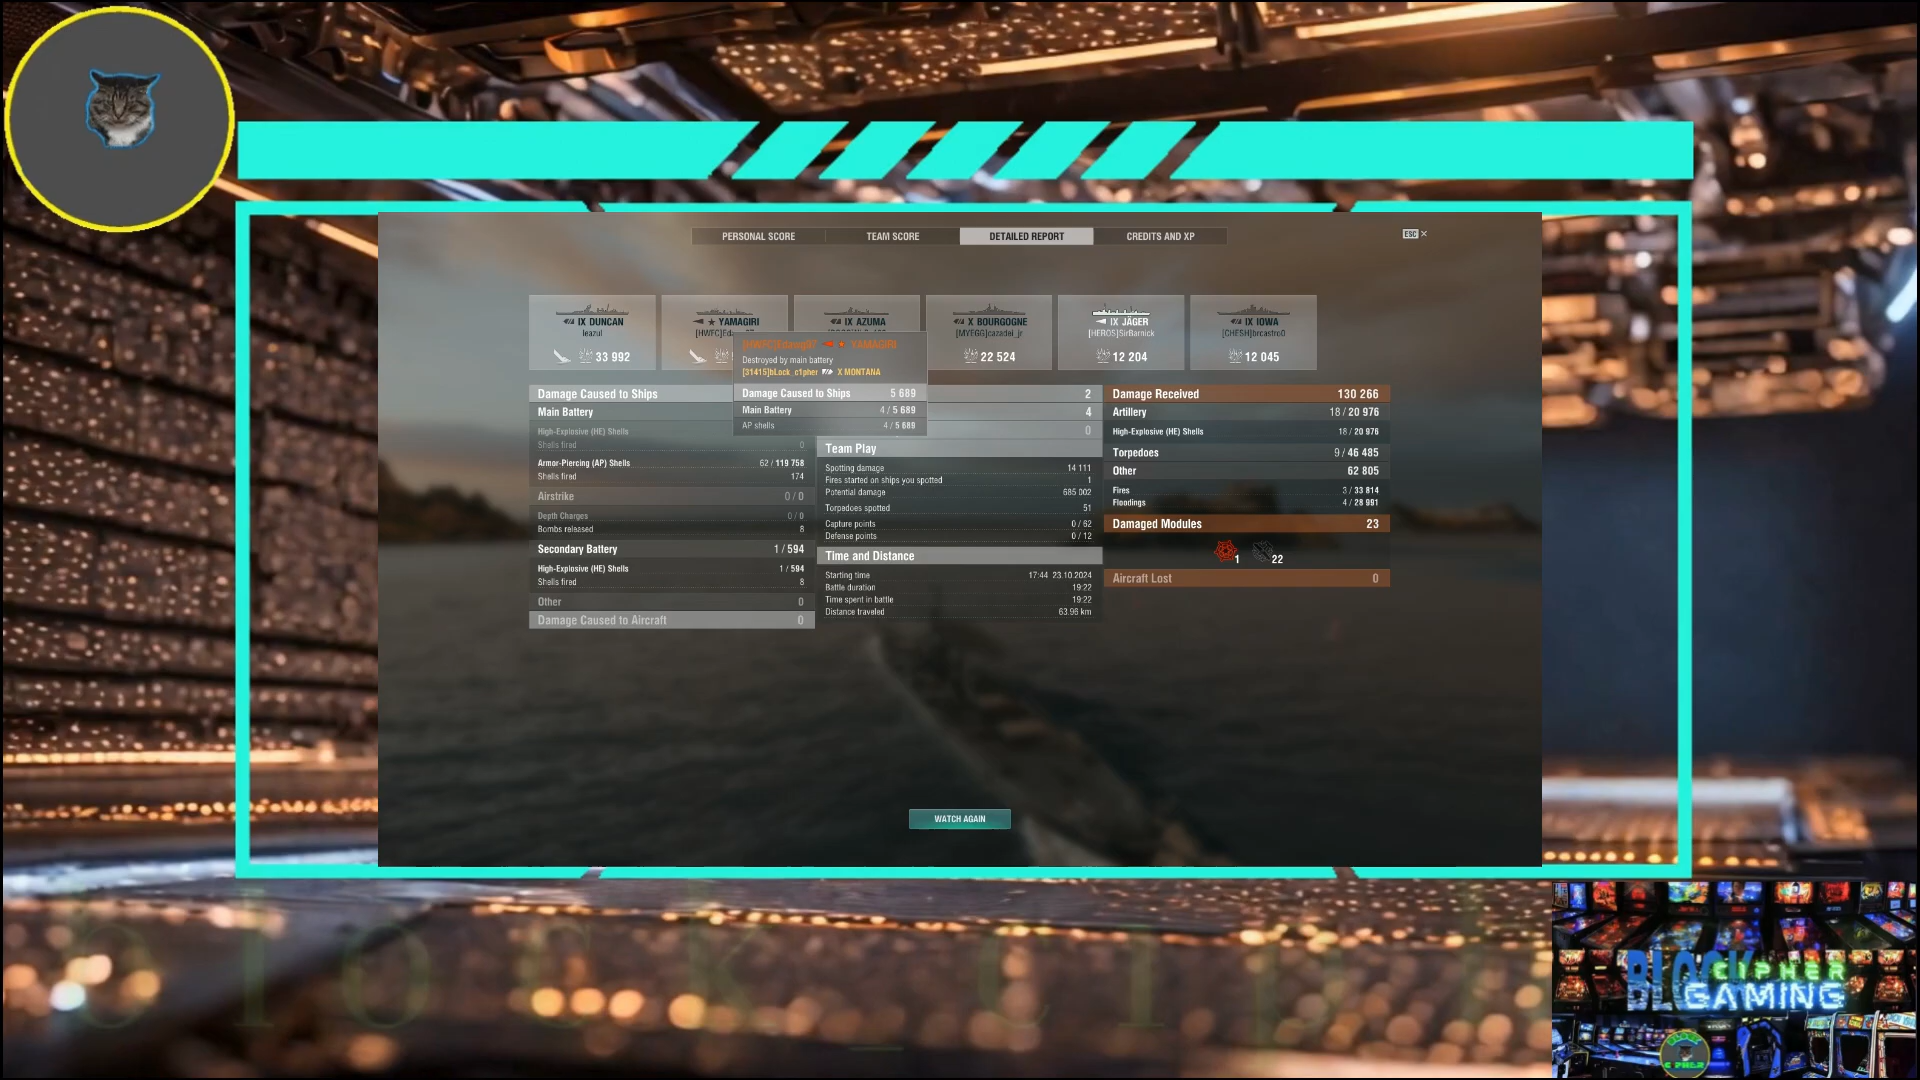 PERSONAL SCORE
TEAM SCORE
DETAILED REPORT
CREDITS AND XP
ESC ×
IX DUNCAN
leazul
33 992
★ YAMAGIRI
IX AZUMA
X BOURGOGNE
[MYEGG]cazadai_jr
22 524
IX JÄGER
[HEROS]SirBarnick
12 204
IX IOWA
[CHESH]brcastro0
12 045
★ YAMAGIRI
Destroyed by main battery
[31415]bLock_c1pher X MONTANA
Damage Caused to Ships 5 689
Main Battery 4 / 5 689
AP shells 4 / 5 689
Damage Caused to Ships
Main Battery
High-Explosive (HE) Shells
Shells fired 0
Armor-Piercing (AP) Shells 62 / 119 758
Shells fired 174
Airstrike 0 / 0
Depth Charges 0 / 0
Bombs released 8
Secondary Battery 1 / 594
High-Explosive (HE) Shells 1 / 594
Shells fired 8
Other 0
Damage Caused to Aircraft 0
2
4
0
Team Play
Spotting damage 14 111
Fires started on ships you spotted 1
Potential damage 685 002
Torpedoes spotted 51
Capture points 0 / 62
Defense points 0 / 12
Time and Distance
Starting time 17:44 23.10.2024
Battle duration 19:22
Time spent in battle 19:22
Distance traveled 63.96 km
Damage Received 130 266
Artillery 18 / 20 976
High-Explosive (HE) Shells 18 / 20 976
Torpedoes 9 / 46 485
Other 62 805
Fires 3 / 33 814
Floodings 4 / 28 991
Damaged Modules 23
1 22
Aircraft Lost 0
WATCH AGAIN
block_cip
BLOCK
CIPHER
GAMING